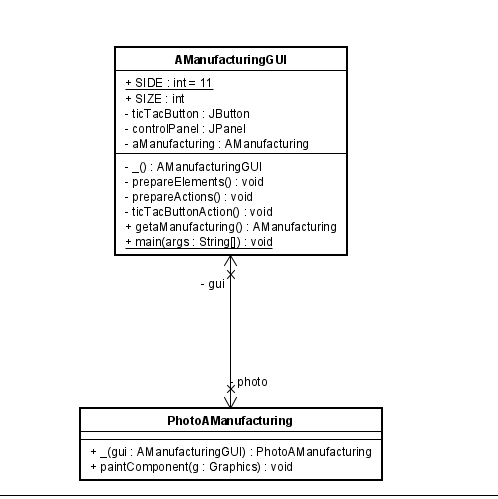 AManufacturingGUI
+ SIDE : int = 11
+ SIZE : int
- ticTacButton : JButton
- controlPanel : JPanel
- aManufacturing : AManufacturing
- _() : AManufacturingGUI
- prepareElements() : void
- prepareActions() : void
- ticTacButtonAction() : void
+ getaManufacturing() : AManufacturing
+ main(args : String[]) : void
- gui
- photo
PhotoAManufacturing
+ _(gui : AManufacturingGUI) : PhotoAManufacturing
+ paintComponent(g : Graphics) : void